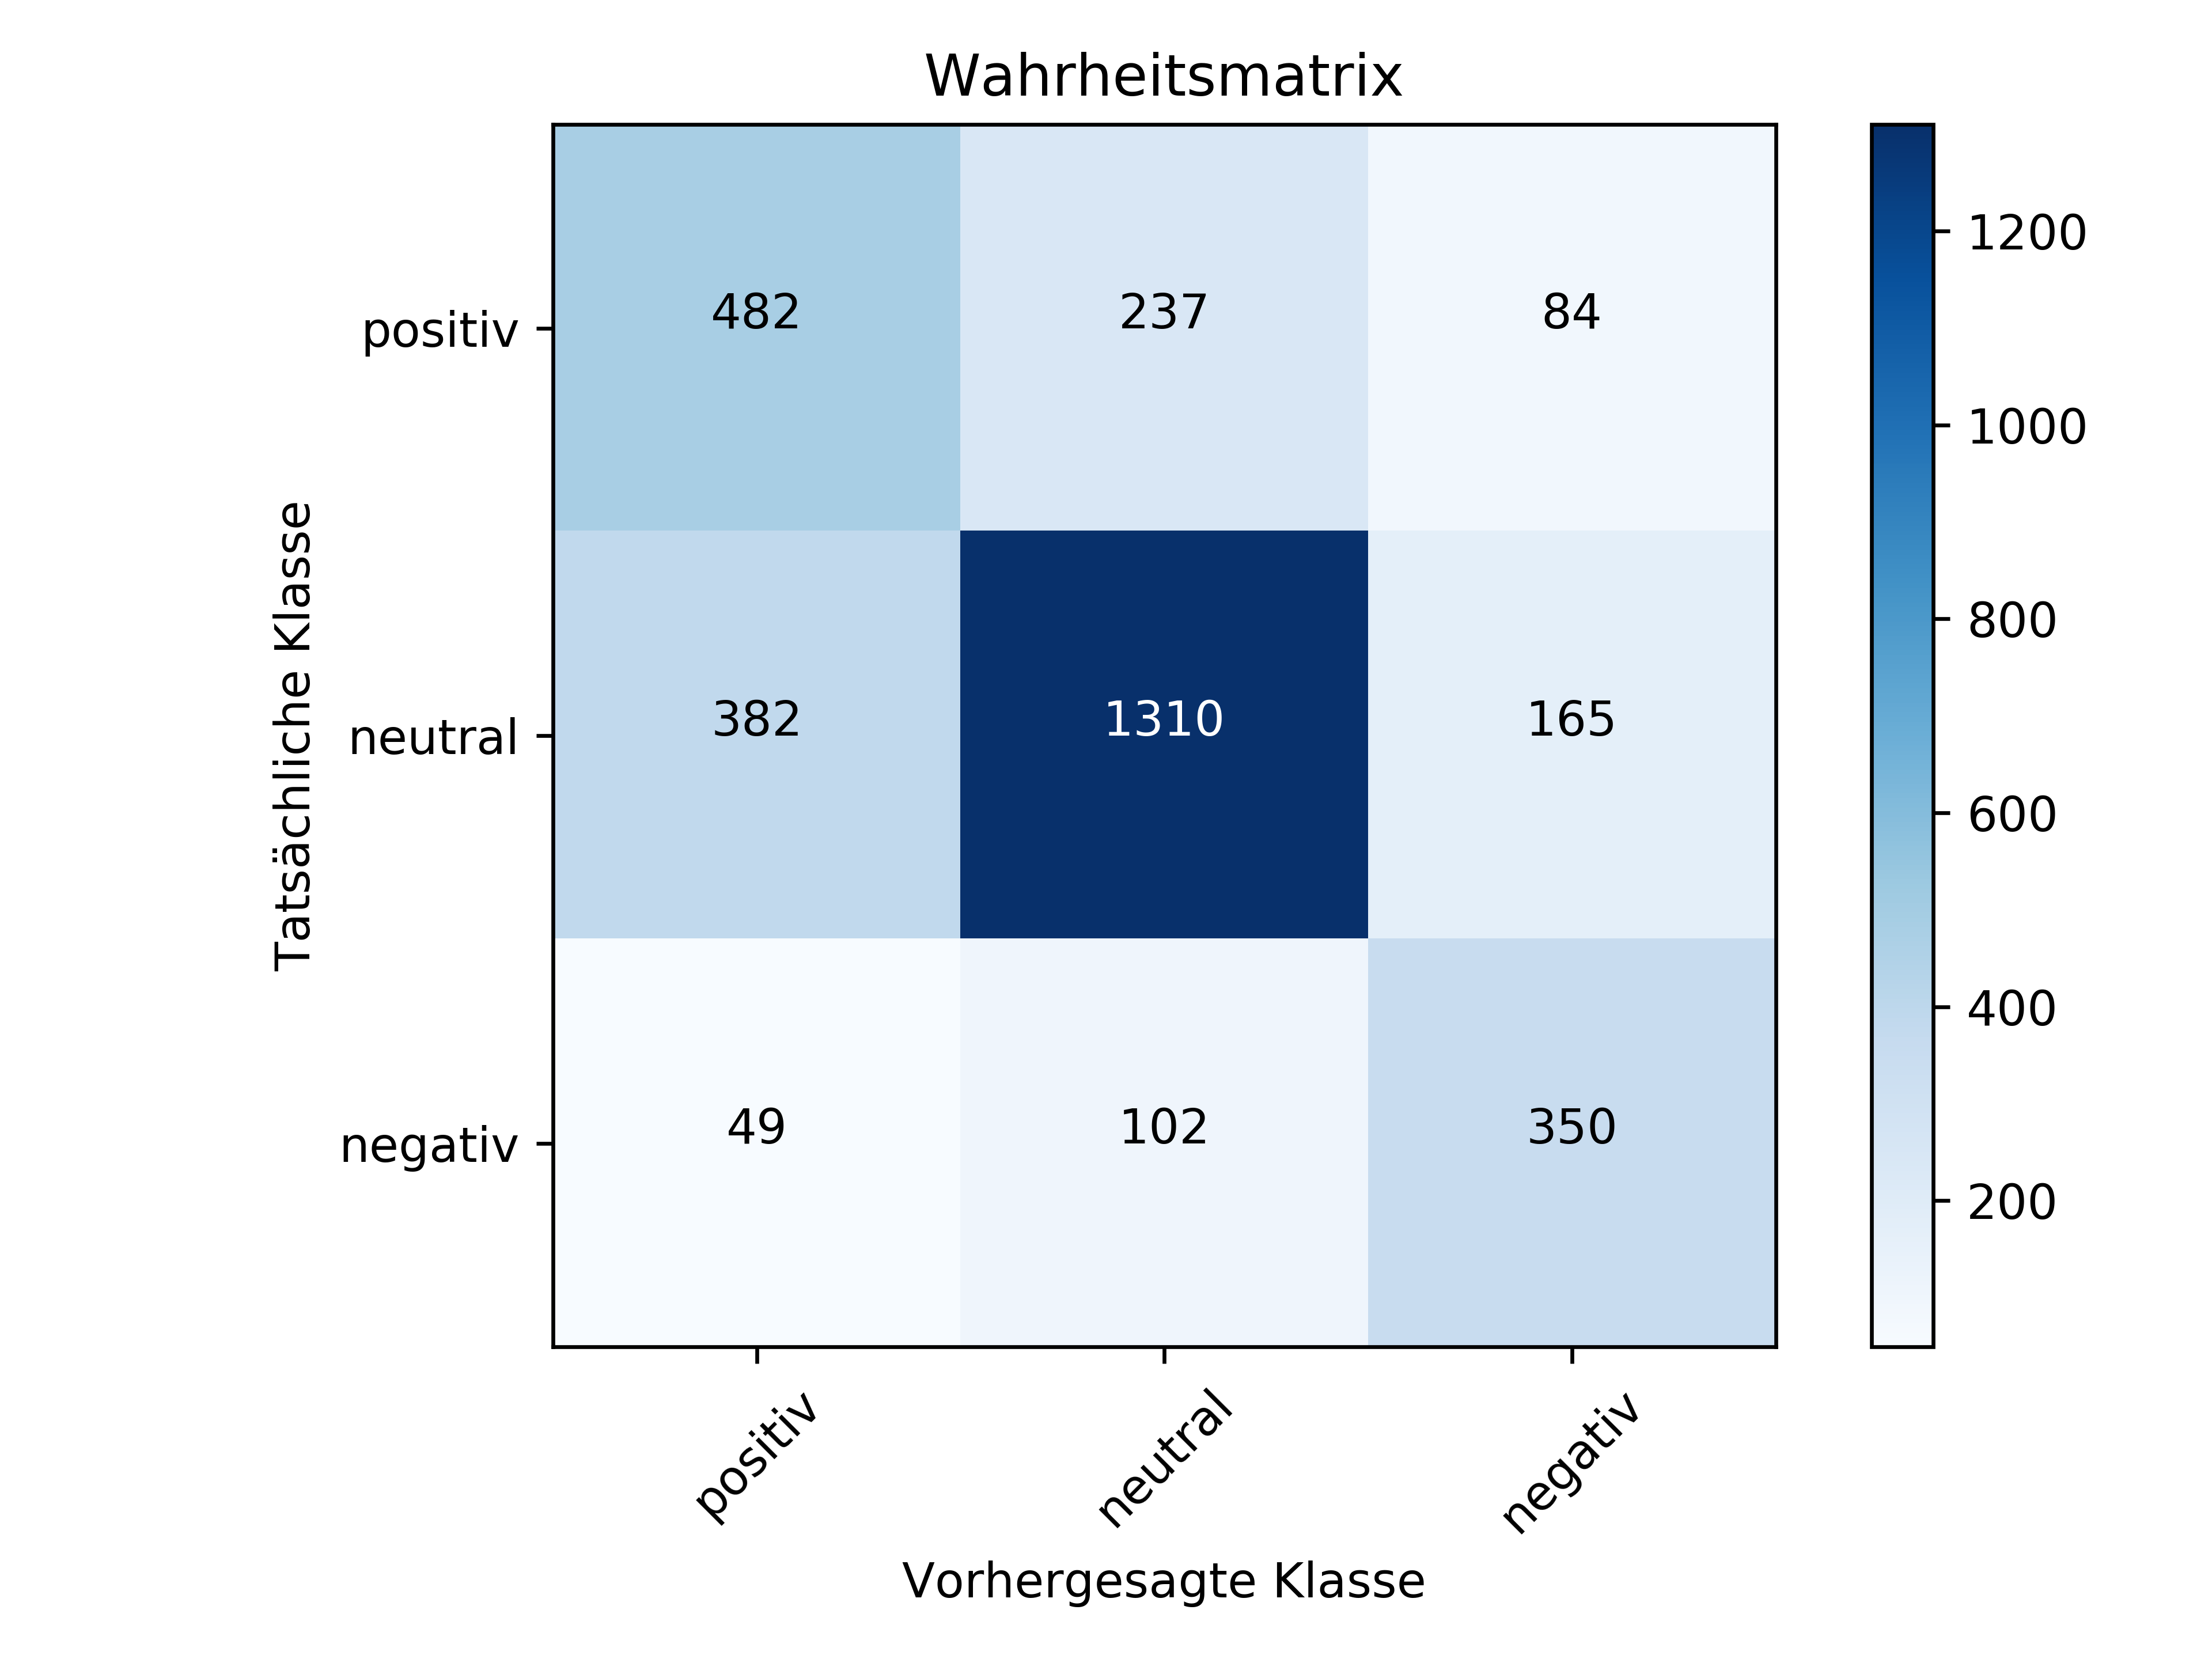 Wahrheitsmatrix
Tatsächliche Klasse
positiv 482 237 84
neutral 382 1310 165
negativ 49 102 350
positiv neutral negativ
Vorhergesagte Klasse
1200
1000
800
600
400
200